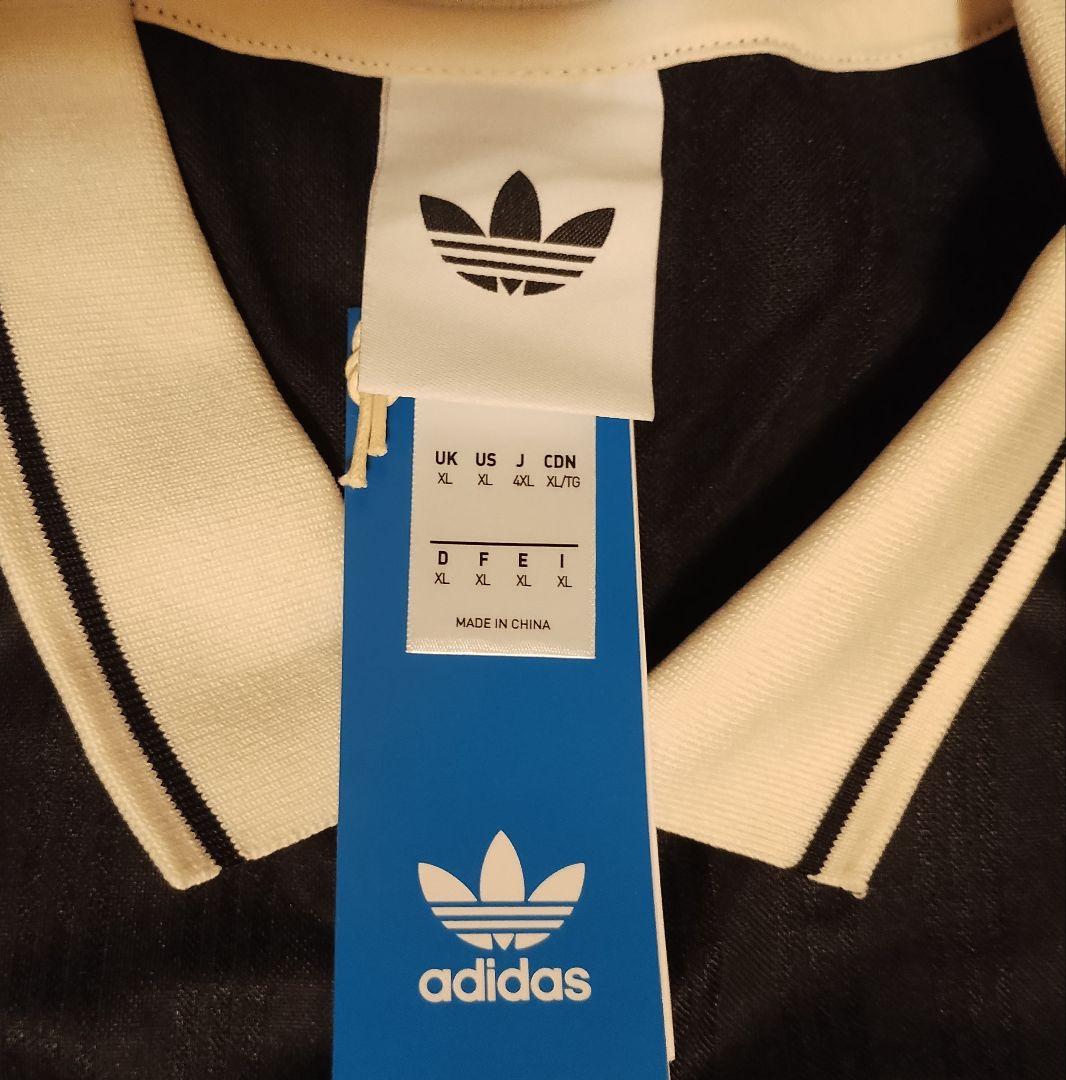 UK US J CDN
XL XL 4XL XL/TG
D F E I
XL XL XL XL
MADE IN CHINA
adidas